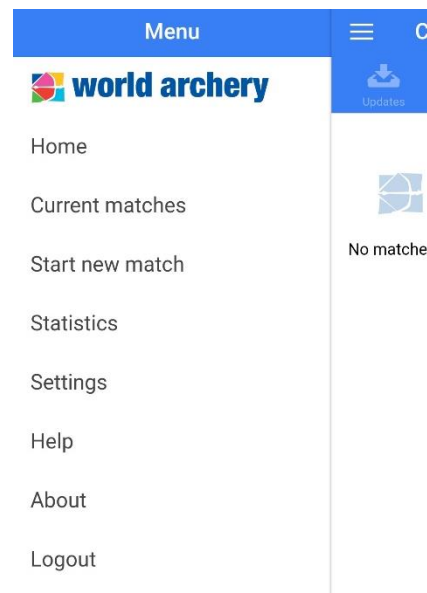 Menu
world archery
Home
Current matches
Start new match
Statistics
Settings
Help
About
Logout
C
Updates
No matche